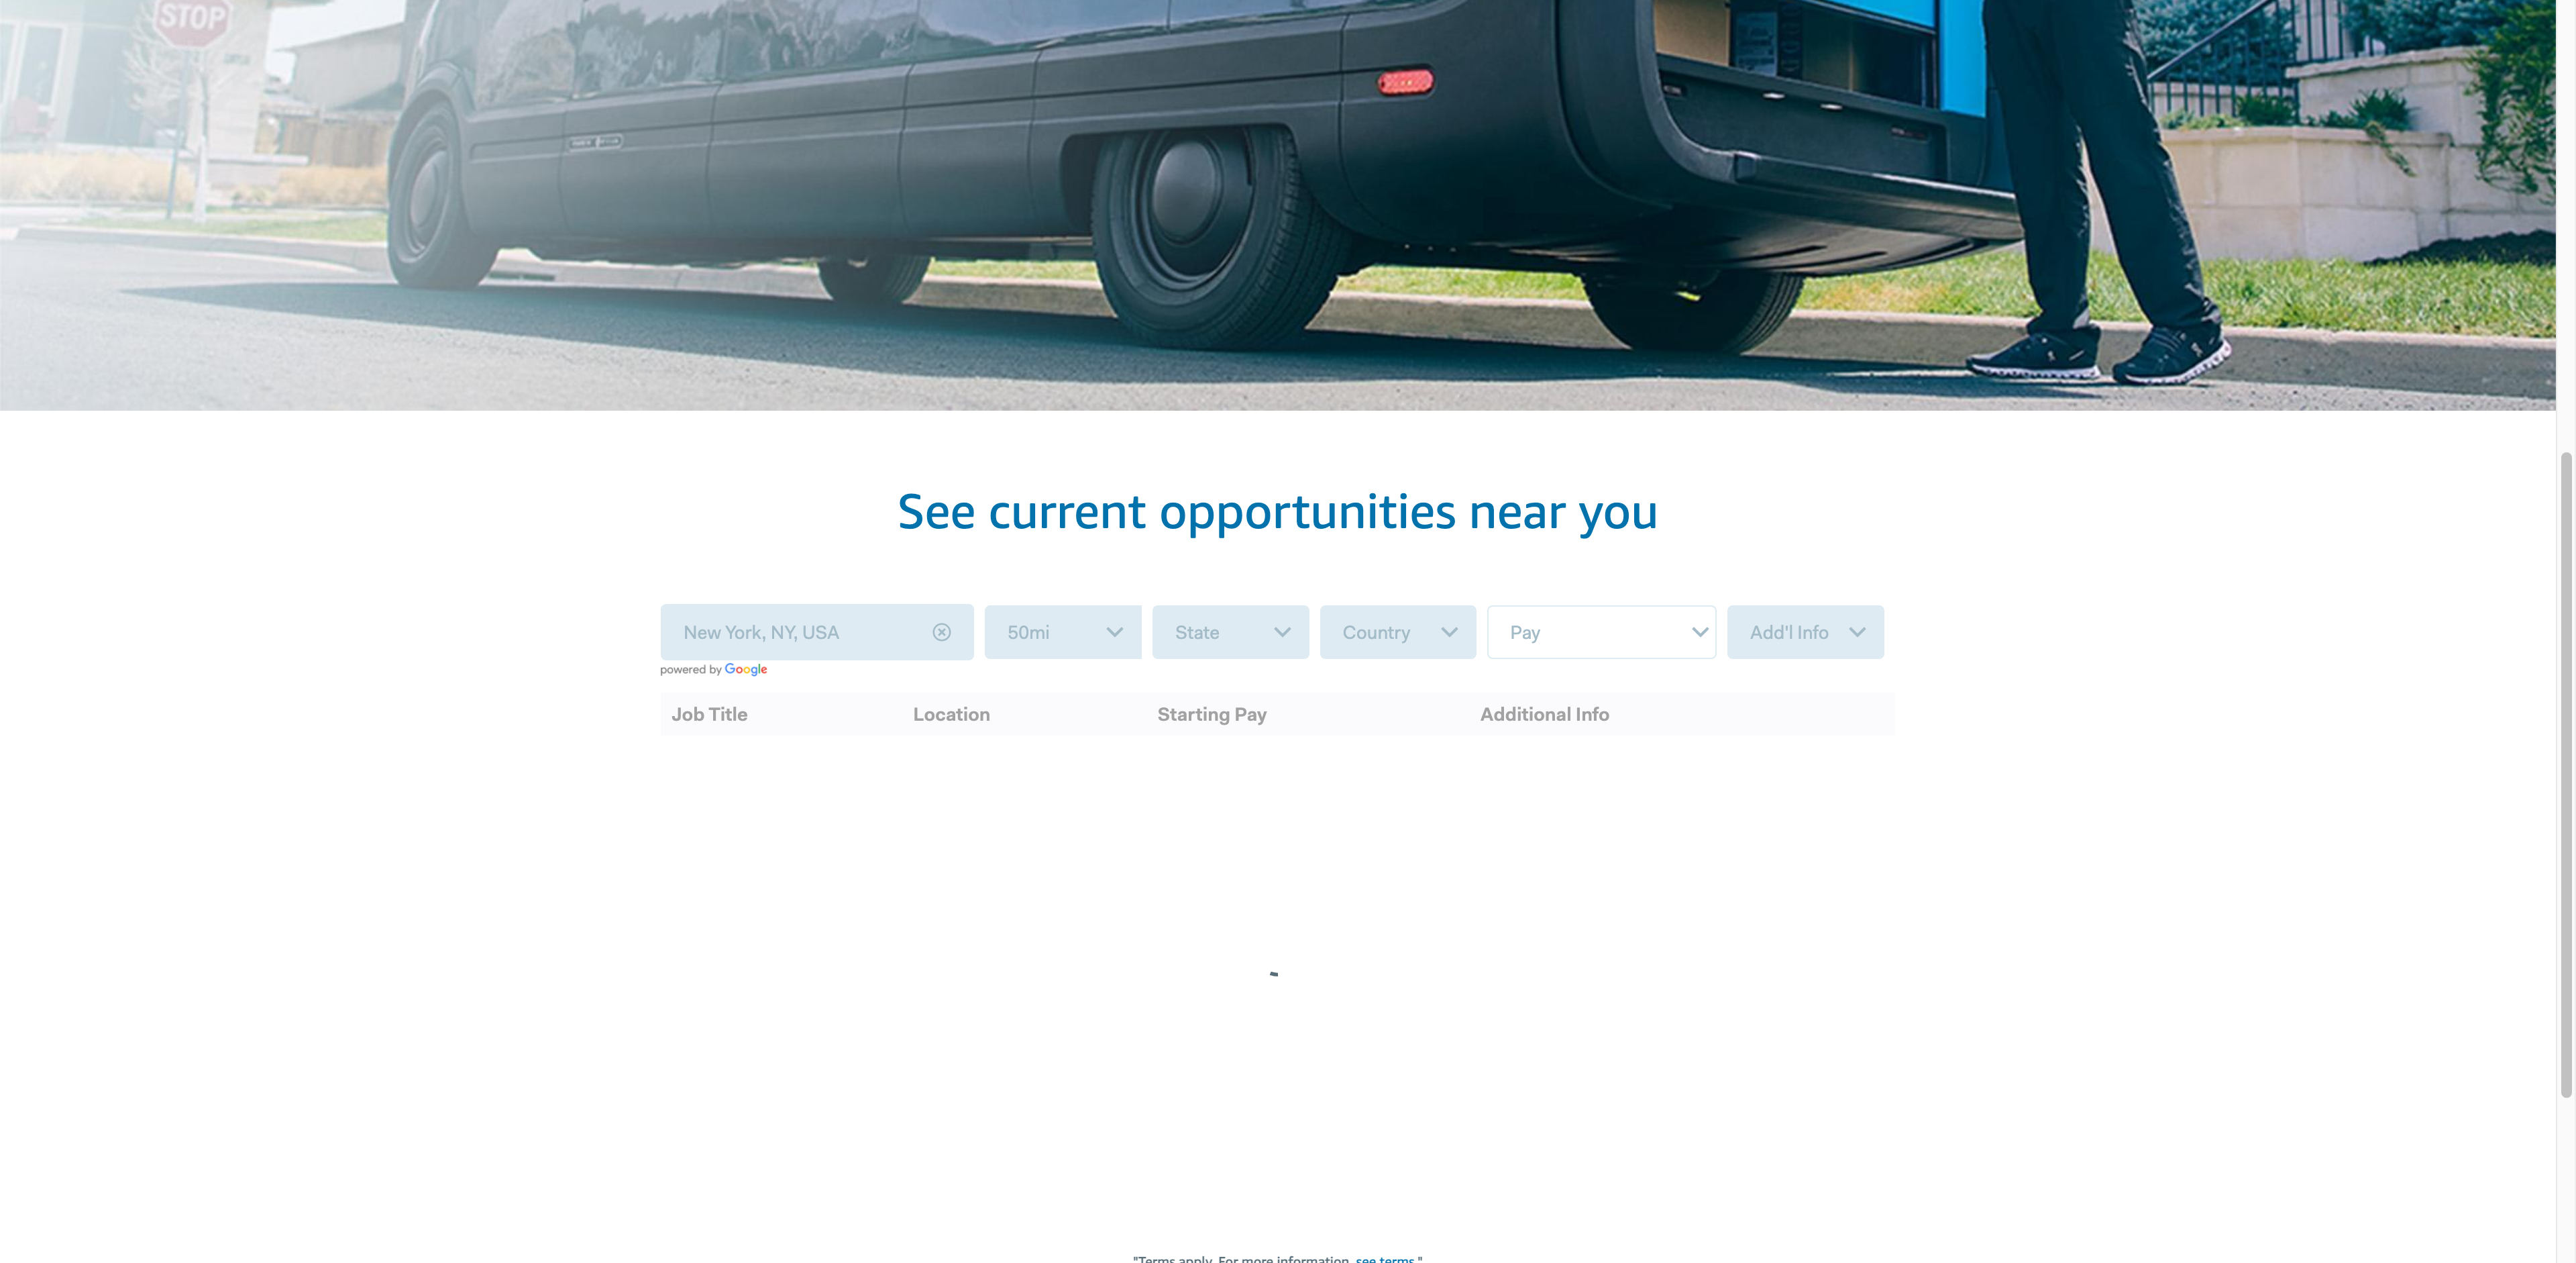 STOP
See current opportunities near you
New York, NY, USA
50mi
State
Country
Pay
Add'l Info
powered by Google
Job Title
Location
Starting Pay
Additional Info
"Terms apply. For more information, see terms."